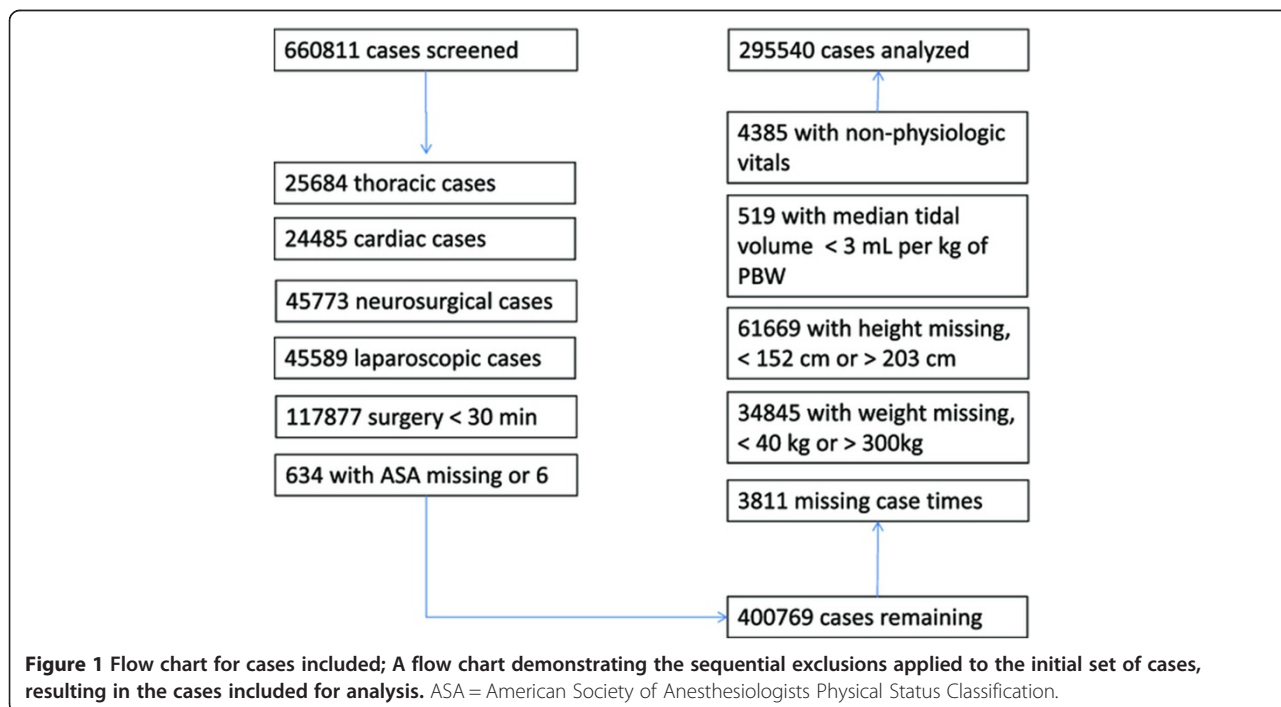 660811 cases screened
25684 thoracic cases
24485 cardiac cases
45773 neurosurgical cases
45589 laparoscopic cases
117877 surgery < 30 min
634 with ASA missing or 6
295540 cases analyzed
4385 with non-physiologic
vitals
519 with median tidal
volume < 3 mL per kg of
PBW
61669 with height missing,
< 152 cm or > 203 cm
34845 with weight missing,
< 40 kg or > 300kg
3811 missing case times
400769 cases remaining
Figure 1 Flow chart for cases included; A flow chart demonstrating the sequential exclusions applied to the initial set of cases,
resulting in the cases included for analysis. ASA = American Society of Anesthesiologists Physical Status Classification.